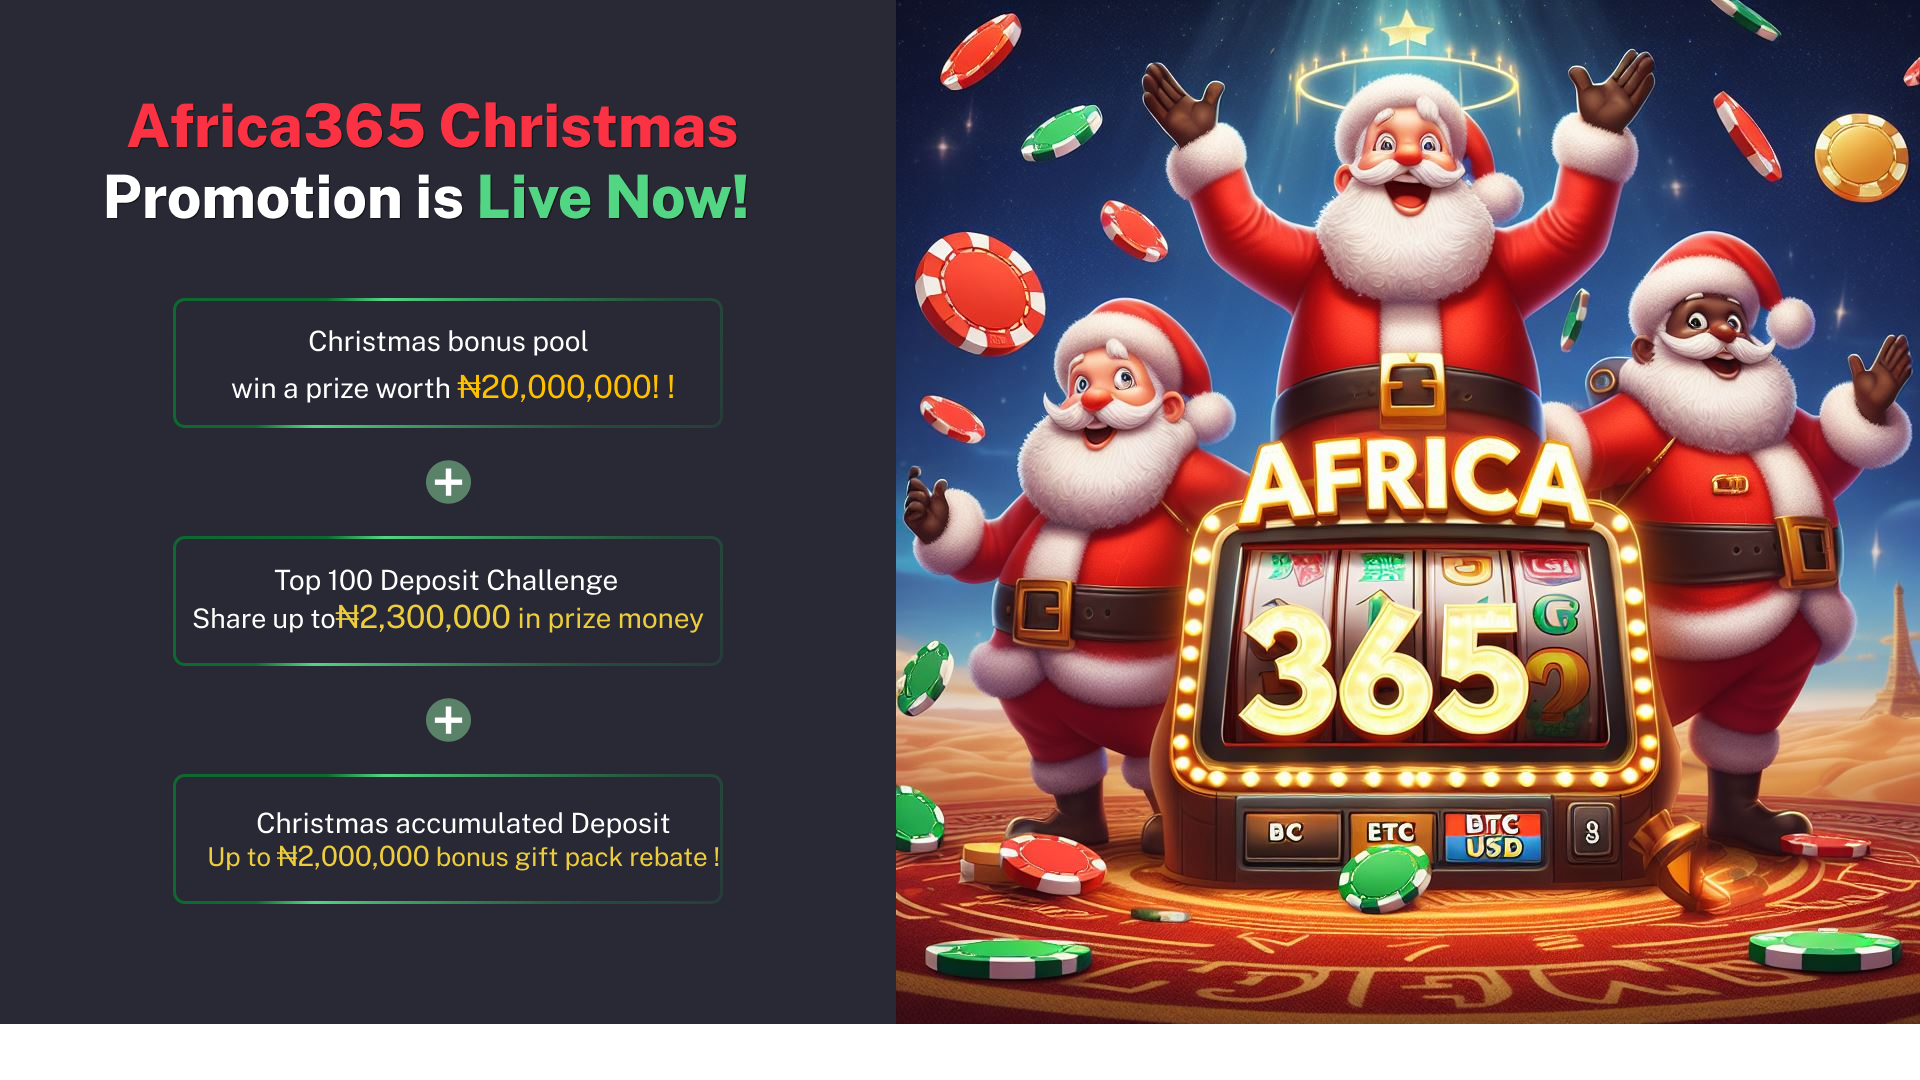 Africa365 Christmas
Promotion is Live Now!
Christmas bonus pool
win a prize worth ₦20,000,000! !
Top 100 Deposit Challenge
Share up to₦2,300,000 in prize money
Christmas accumulated Deposit
Up to ₦2,000,000 bonus gift pack rebate !
AFRICA
365
BC
ETC
BTC
USD
8